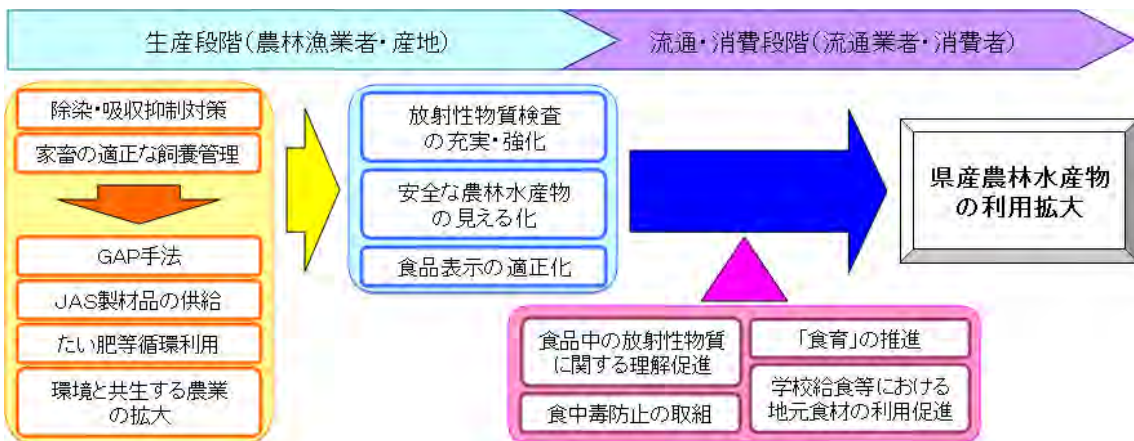 生産段階(農林漁業者・産地)
流通・消費段階(流通業者・消費者)
除染・吸収抑制対策
家畜の適正な飼養管理
GAP手法
JAS製材品の供給
たい肥等循環利用
環境と共生する農業
の拡大
放射性物質検査
の充実・強化
安全な農林水産物
の見える化
食品表示の適正化
県産農林水産物
の利用拡大
食品中の放射性物質
に関する理解促進
食中毒防止の取組
「食育」の推進
学校給食等における
地元食材の利用促進